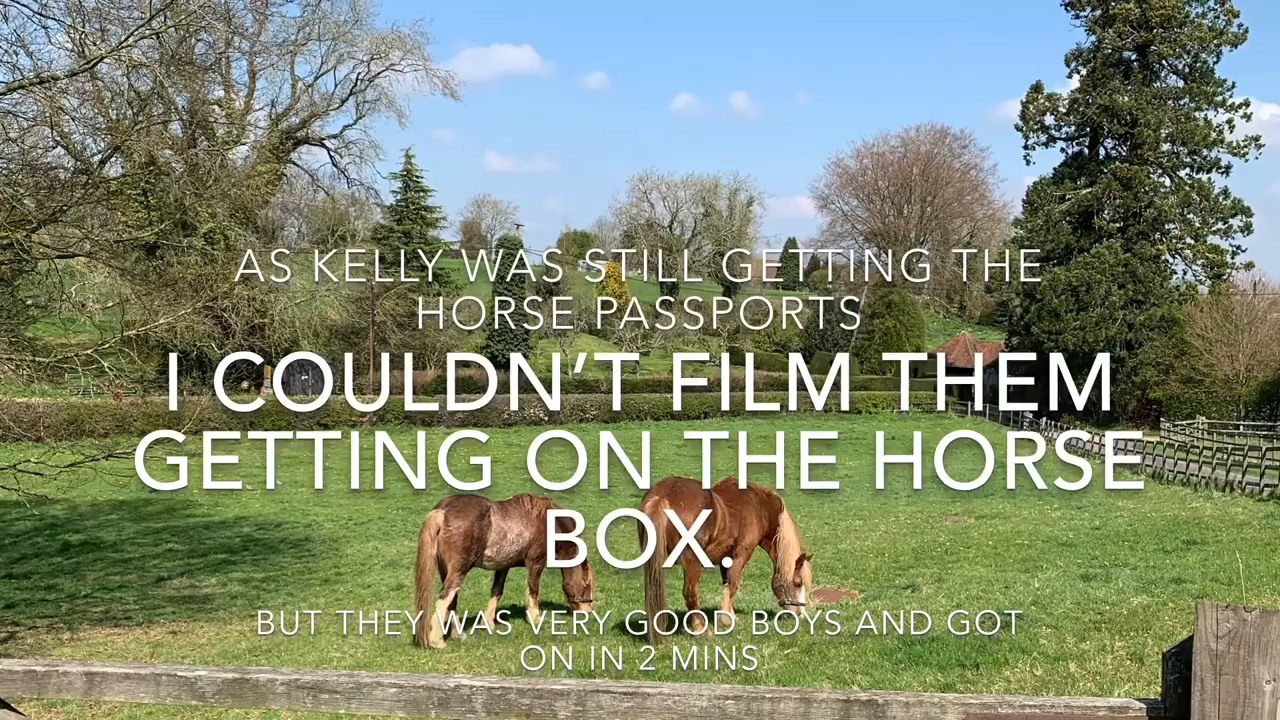 AS KELLY WAS STILL GETTING THE
HORSE PASSPORTS
I COULDN’T FILM THEM
GETTING ON THE HORSE
BOX.
BUT THEY WAS VERY GOOD BOYS AND GOT
ON IN 2 MINS